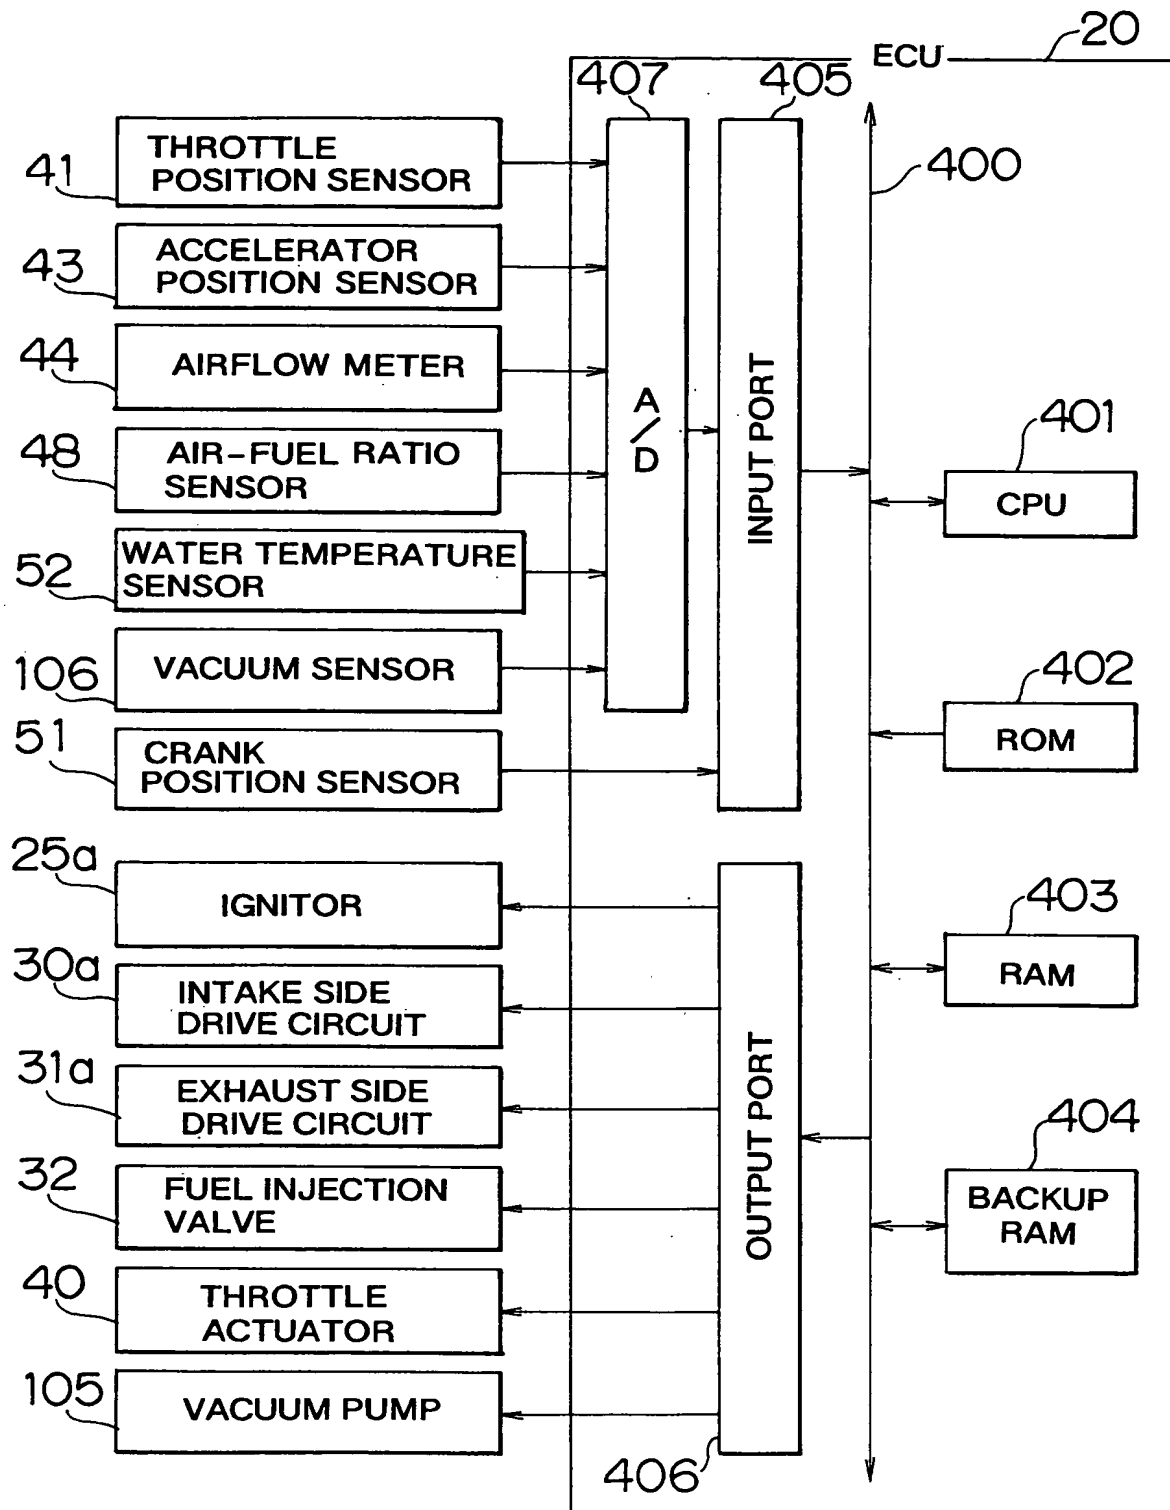 ECU
20
407
405
400
41
THROTTLE
POSITION SENSOR
43
ACCELERATOR
POSITION SENSOR
44
AIRFLOW METER
48
AIR-FUEL RATIO
SENSOR
52
WATER TEMPERATURE
SENSOR
106
VACUUM SENSOR
51
CRANK
POSITION SENSOR
A/D
INPUT PORT
401
CPU
402
ROM
403
RAM
404
BACKUP
RAM
25a
IGNITOR
30a
INTAKE SIDE
DRIVE CIRCUIT
31a
EXHAUST SIDE
DRIVE CIRCUIT
32
FUEL INJECTION
VALVE
40
THROTTLE
ACTUATOR
105
VACUUM PUMP
OUTPUT PORT
406